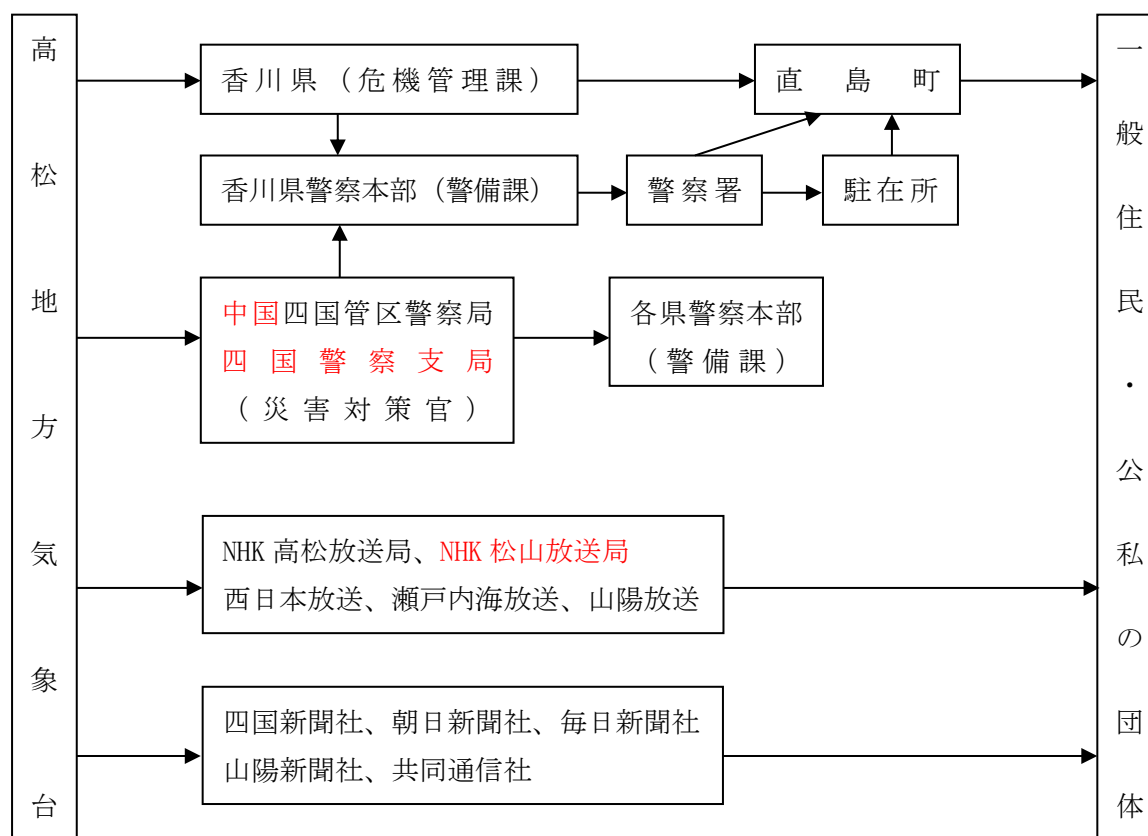 高松地方気象台
香川県（危機管理課）
直島町
香川県警察本部（警備課）
警察署
駐在所
中国四国管区警察局
四国警察支局
（災害対策官）
各県警察本部
（警備課）
NHK 高松放送局、NHK 松山放送局
西日本放送、瀬戸内海放送、山陽放送
四国新聞社、朝日新聞社、毎日新聞社
山陽新聞社、共同通信社
一般住民・公私の団体